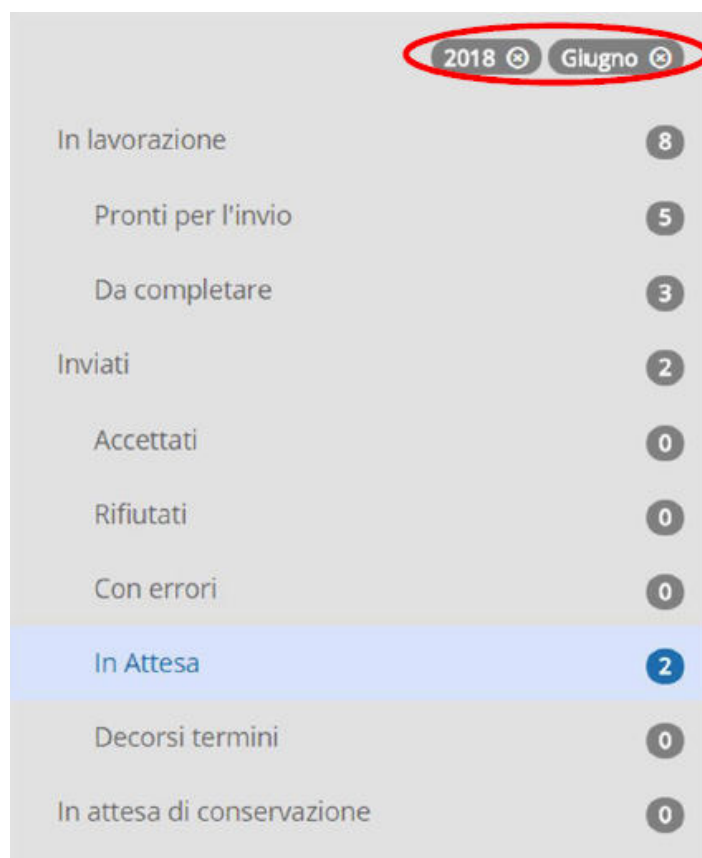 2018 Giugno
In lavorazione 8
Pronti per l'invio 5
Da completare 3
Inviati 2
Accettati 0
Rifiutati 0
Con errori 0
In Attesa 2
Decorsi termini 0
In attesa di conservazione 0